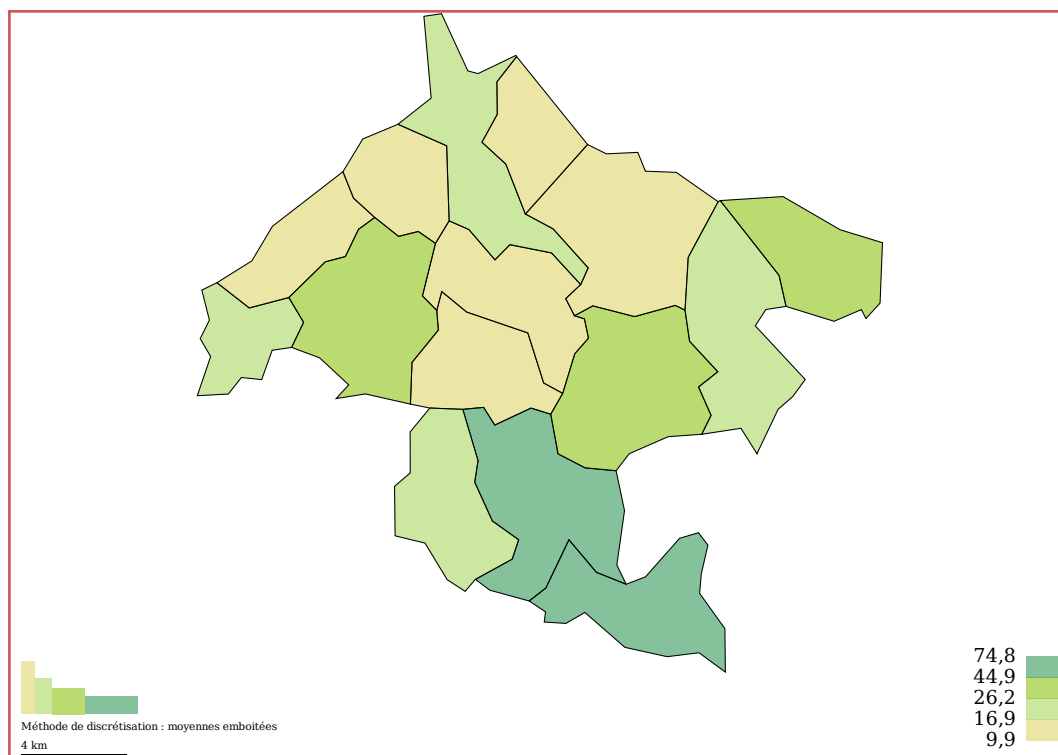 74,8
44,9
26,2
16,9
9,9
Méthode de discrétisation : moyennes emboitées
4 km